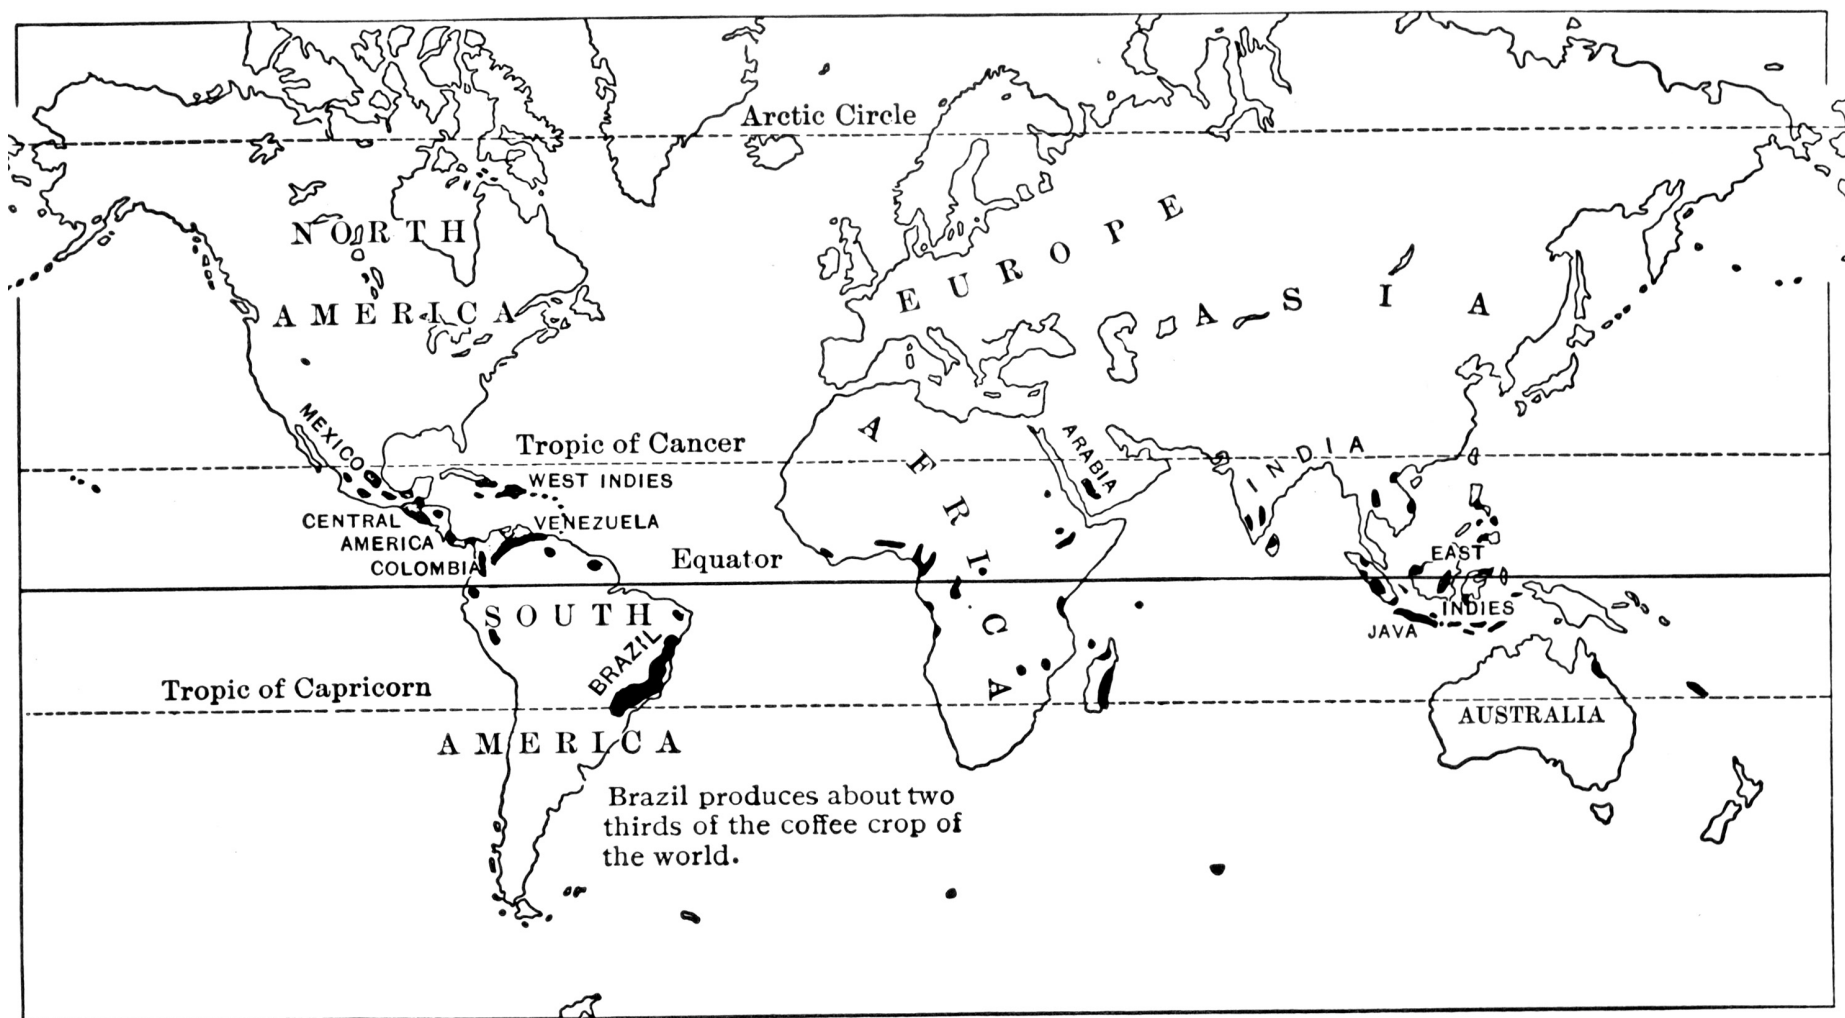 Arctic Circle
NORTH
AMERICA
EUROPE
ASIA
MEXICO
Tropic of Cancer
WEST INDIES
AFRICA
ARABIA
INDIA
CENTRAL
AMERICA
VENEZUELA
COLOMBIA
Equator
EAST
INDIES
JAVA
SOUTH
AMERICA
BRAZIL
Tropic of Capricorn
AUSTRALIA
Brazil produces about two
thirds of the coffee crop of
the world.